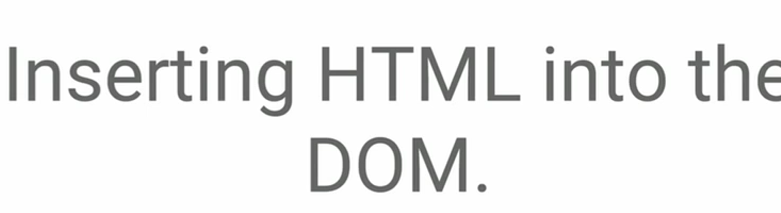 Inserting HTML into the
DOM.